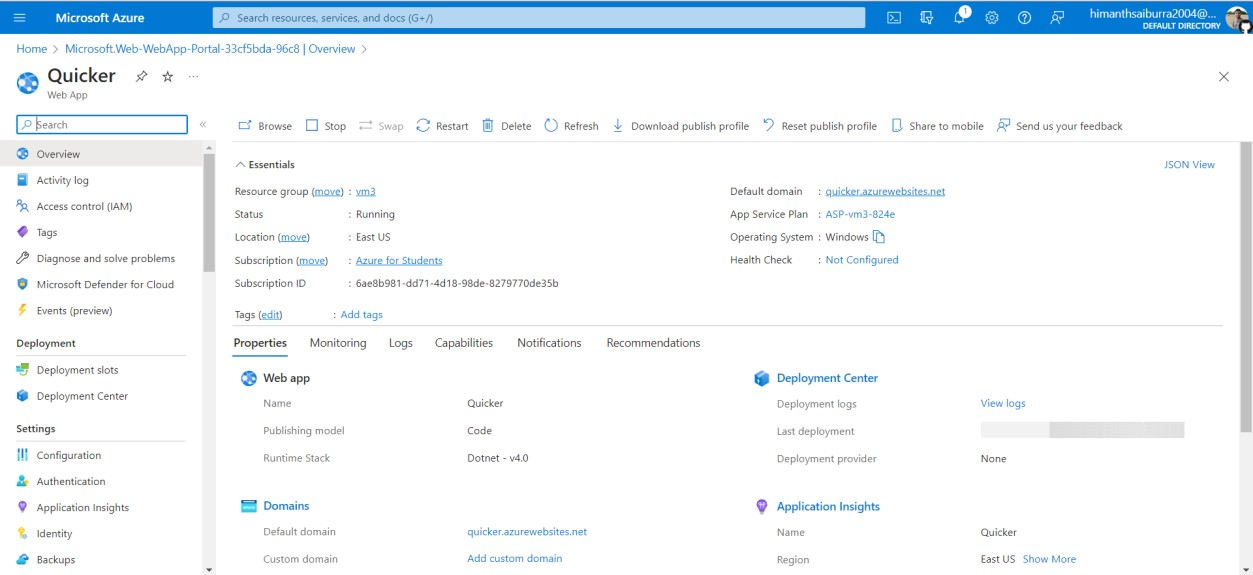 Microsoft Azure
Search resources, services, and docs (G+/)
1
himanthsaiburra2004@...
DEFAULT DIRECTORY
Home > Microsoft.Web-WebApp-Portal-33cf5bda-96c8 | Overview >
Quicker
...
Web App
Search
«
Browse Stop Swap Restart Delete Refresh Download publish profile Reset publish profile Share to mobile Send us your feedback
Overview
Activity log
Access control (IAM)
Tags
Diagnose and solve problems
Microsoft Defender for Cloud
Events (preview)
Deployment
Deployment slots
Deployment Center
Settings
Configuration
Authentication
Application Insights
Identity
Backups
Essentials
JSON View
Resource group (move) : vm3
Status : Running
Location (move) : East US
Subscription (move) : Azure for Students
Subscription ID : 6ae8b981-dd71-4d18-98de-8279770de35b
Default domain : quicker.azurewebsites.net
App Service Plan : ASP-vm3-824e
Operating System : Windows
Health Check : Not Configured
Tags (edit) : Add tags
Properties Monitoring Logs Capabilities Notifications Recommendations
Web app
Name Quicker
Publishing model Code
Runtime Stack Dotnet - v4.0
Domains
Default domain quicker.azurewebsites.net
Custom domain Add custom domain
Deployment Center
Deployment logs View logs
Last deployment
Deployment provider None
Application Insights
Name Quicker
Region East US Show More